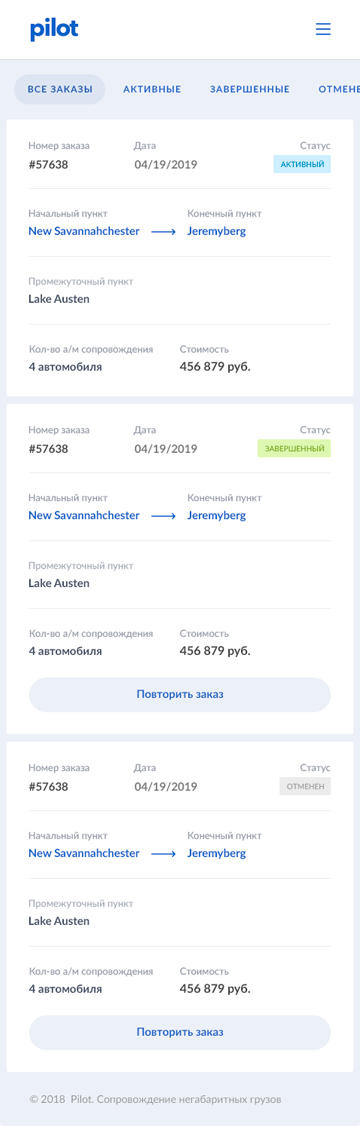 pilot
ВСЕ ЗАКАЗЫ АКТИВНЫЕ ЗАВЕРШЕННЫЕ ОТМЕНЕ
Номер заказа Дата Статус
#57638 04/19/2019 АКТИВНЫЙ
Начальный пункт Конечный пункт
New Savannahchester Jeremyberg
Промежуточный пункт
Lake Austen
Кол-во а/м сопровождения Стоимость
4 автомобиля 456 879 руб.
Номер заказа Дата Статус
#57638 04/19/2019 ЗАВЕРШЕННЫЙ
Начальный пункт Конечный пункт
New Savannahchester Jeremyberg
Промежуточный пункт
Lake Austen
Кол-во а/м сопровождения Стоимость
4 автомобиля 456 879 руб.
Повторить заказ
Номер заказа Дата Статус
#57638 04/19/2019 ОТМЕНЕН
Начальный пункт Конечный пункт
New Savannahchester Jeremyberg
Промежуточный пункт
Lake Austen
Кол-во а/м сопровождения Стоимость
4 автомобиля 456 879 руб.
Повторить заказ
© 2018 Pilot. Сопровождение негабаритных грузов